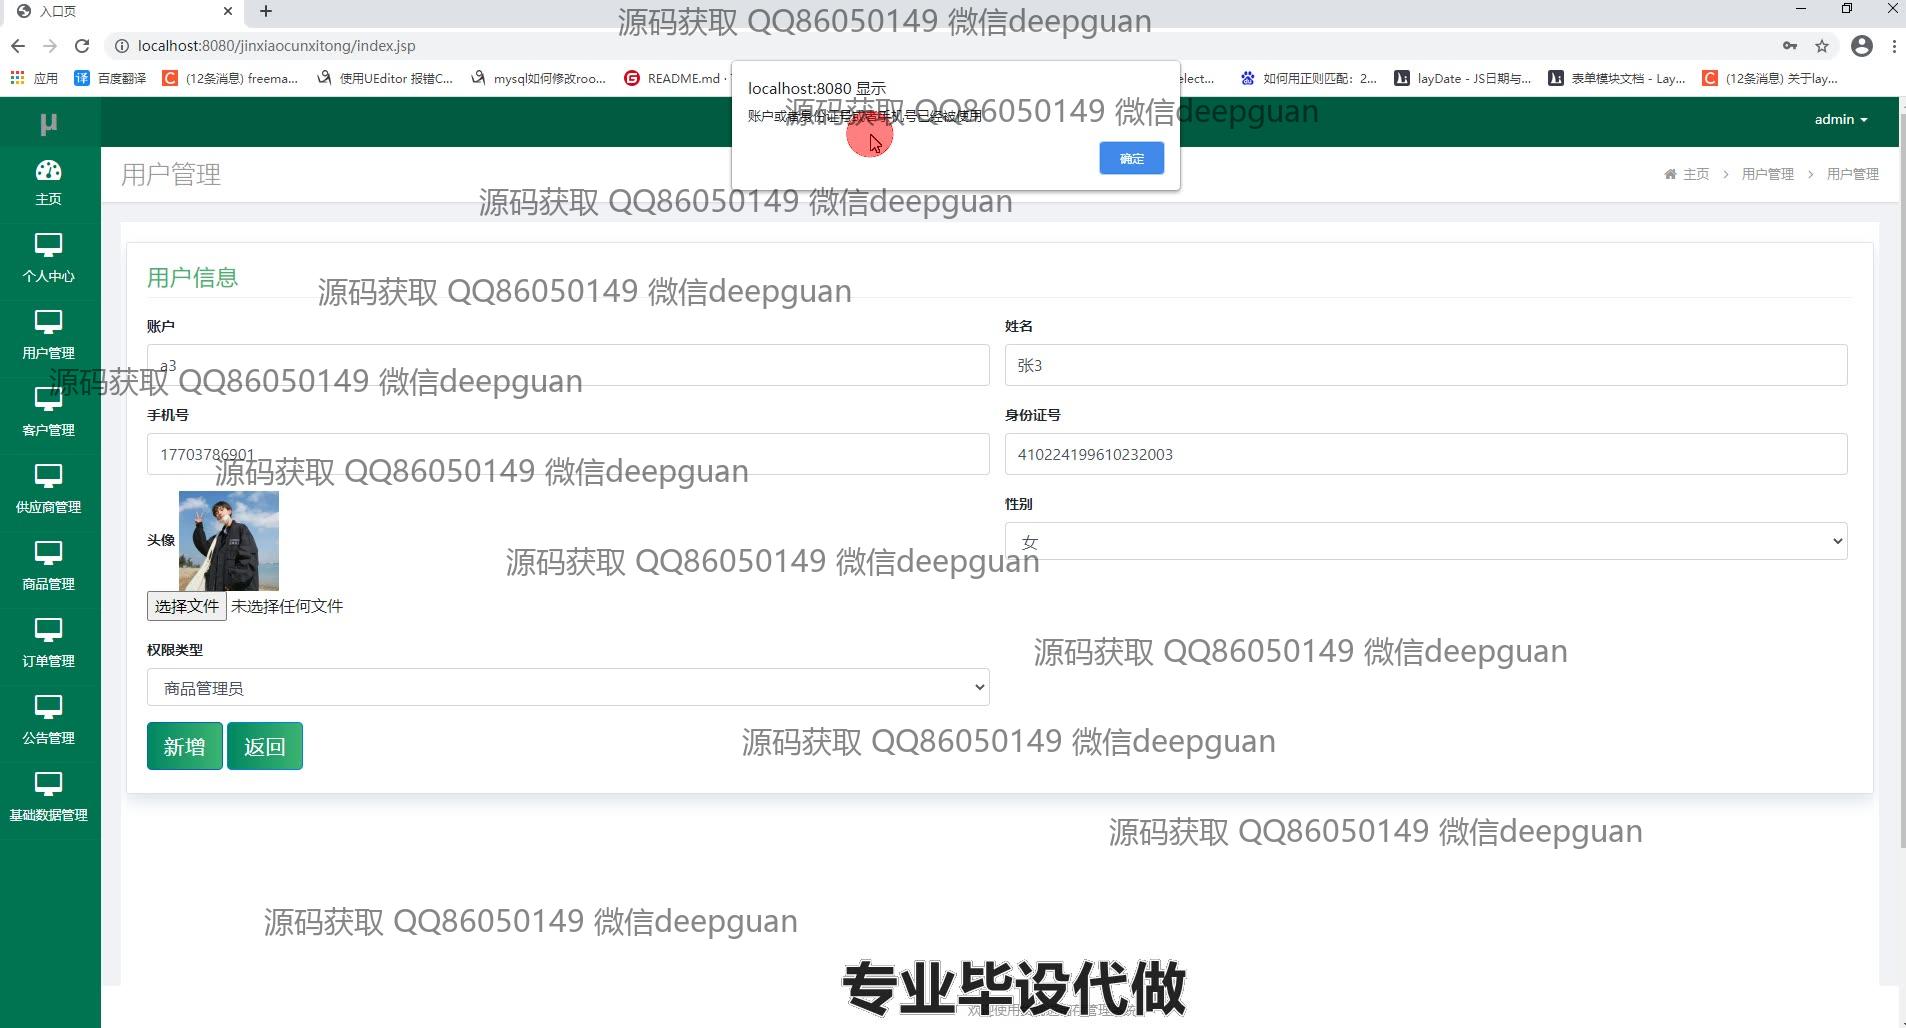 入口页
源码获取 QQ86050149 微信deepguan
localhost:8080/jinxiaocunxitong/index.jsp
应用
百度翻译
(12条消息) freema...
使用UEditor 报错C...
mysql如何修改roo...
README.md ·
elect...
如何用正则匹配：2...
layDate - JS日期与...
表单模块文档 - Lay...
(12条消息) 关于lay...
localhost:8080 显示
源码获取 QQ86050149 微信deepguan
账户或者身份证号或者手机号已经被使用
确定
μ
admin
主页
用户管理
主页 > 用户管理 > 用户管理
源码获取 QQ86050149 微信deepguan
个人中心
用户信息
源码获取 QQ86050149 微信deepguan
账户
姓名
用户管理
a3
张3
源码获取 QQ86050149 微信deepguan
客户管理
手机号
身份证号
17703786901
410224199610232003
源码获取 QQ86050149 微信deepguan
供应商管理
头像
性别
女
源码获取 QQ86050149 微信deepguan
商品管理
选择文件 未选择任何文件
权限类型
源码获取 QQ86050149 微信deepguan
订单管理
商品管理员
公告管理
新增
返回
源码获取 QQ86050149 微信deepguan
基础数据管理
源码获取 QQ86050149 微信deepguan
源码获取 QQ86050149 微信deepguan
专业毕设代做